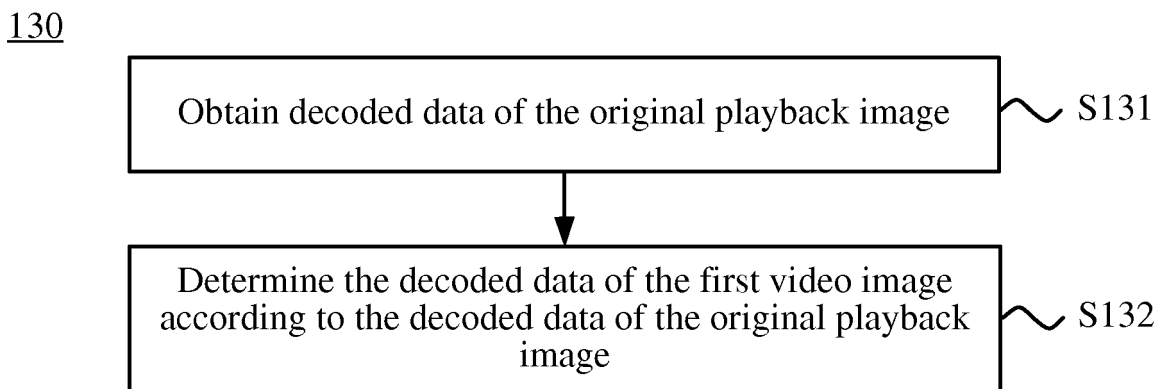 130
Obtain decoded data of the original playback image
S131
Determine the decoded data of the first video image
according to the decoded data of the original playback
image
S132